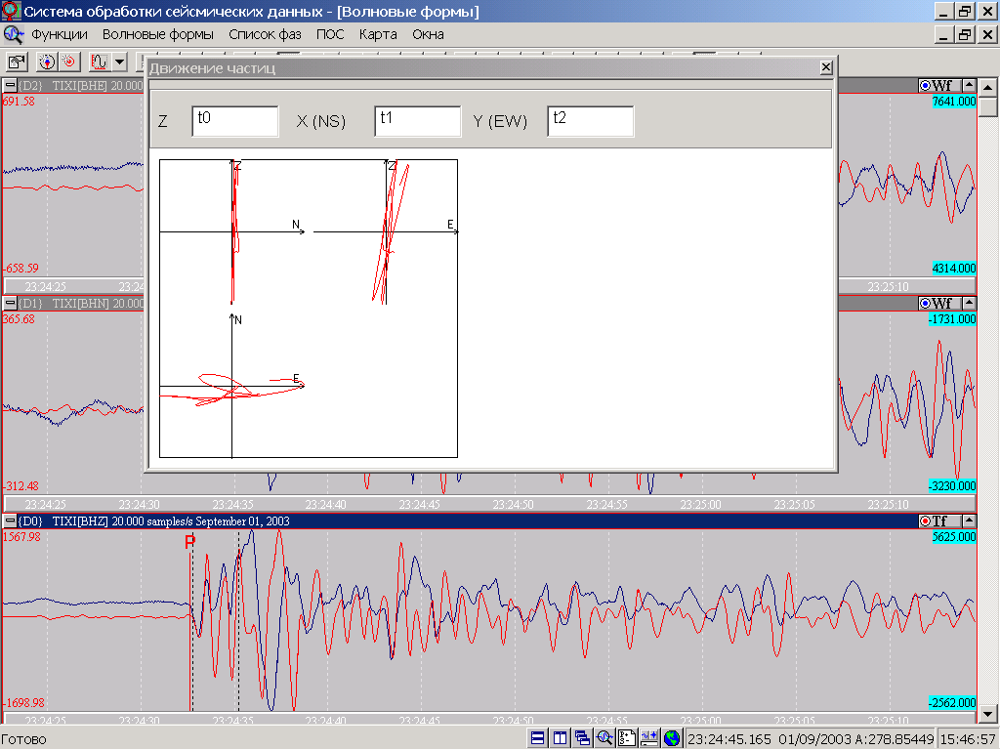 Система обработки сейсмических данных - [Волновые формы]
Функции Волновые формы Список фаз ПОС Карта Окна
Движение частиц
Z t0 X (NS) t1 Y (EW) t2
Z N Z E
N E
{D2} TIXI[BHE] 20.000 Wf
691.58 7641.000
-658.59 4314.000
23:24:25 23:2 23:25:10
{D1} TIXI[BHN] 20.000 Wf
365.68 -1731.000
-312.48 -3230.000
23:24:25 23:24:30 23:24:35 23:24:40 23:24:45 23:24:50 23:24:55 23:25:00 23:25:05 23:25:10
{D0} TIXI[BHZ] 20.000 samples/s September 01, 2003 Tf
1567.98 P 5625.000
-1698.98 -2562.000
23:24:25 23:24:30 23:24:35 23:24:40 23:24:45 23:24:50 23:24:55 23:25:00 23:25:05 23:25:10
Готово 23:24:45.165 01/09/2003 A:278.85449 15:46:57